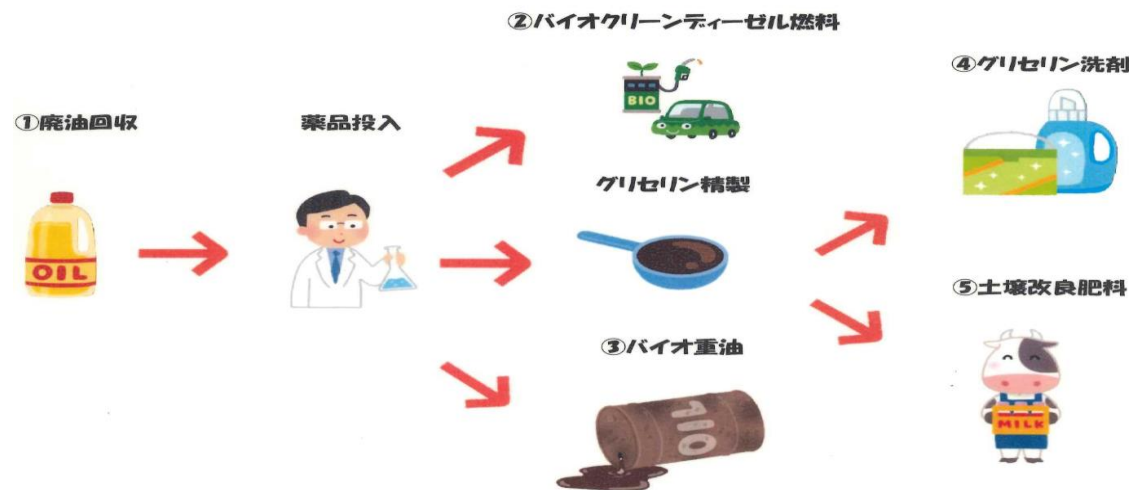 ②バイオクリーンディーゼル燃料
④グリセリン洗剤
①廃油回収
薬品投入
BIO
グリセリン精製
OIL
⑤土壌改良肥料
③バイオ重油
OIL
MILK